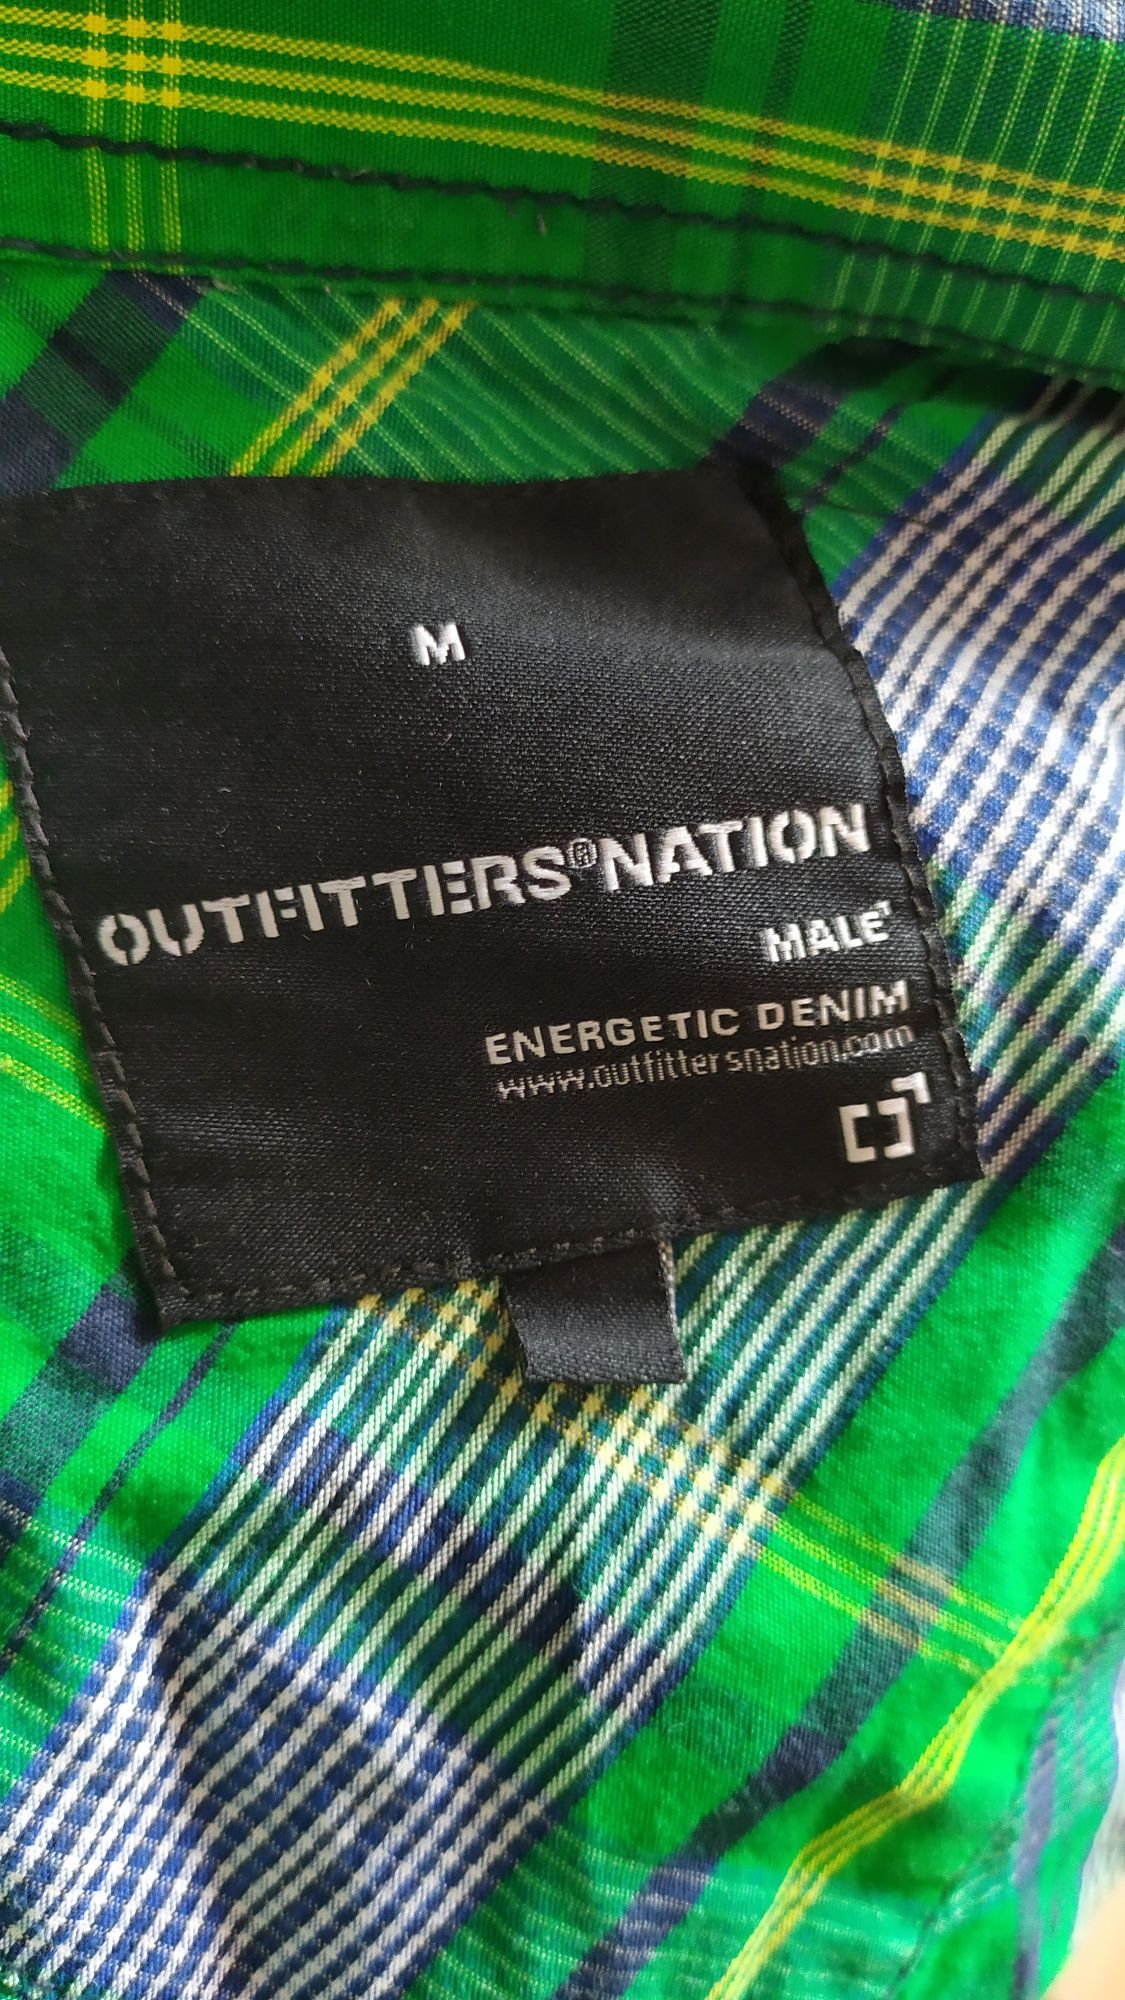 M
OUTFITTERS®NATION
MALE
ENERGETIC DENIM
www.outfittersnation.com